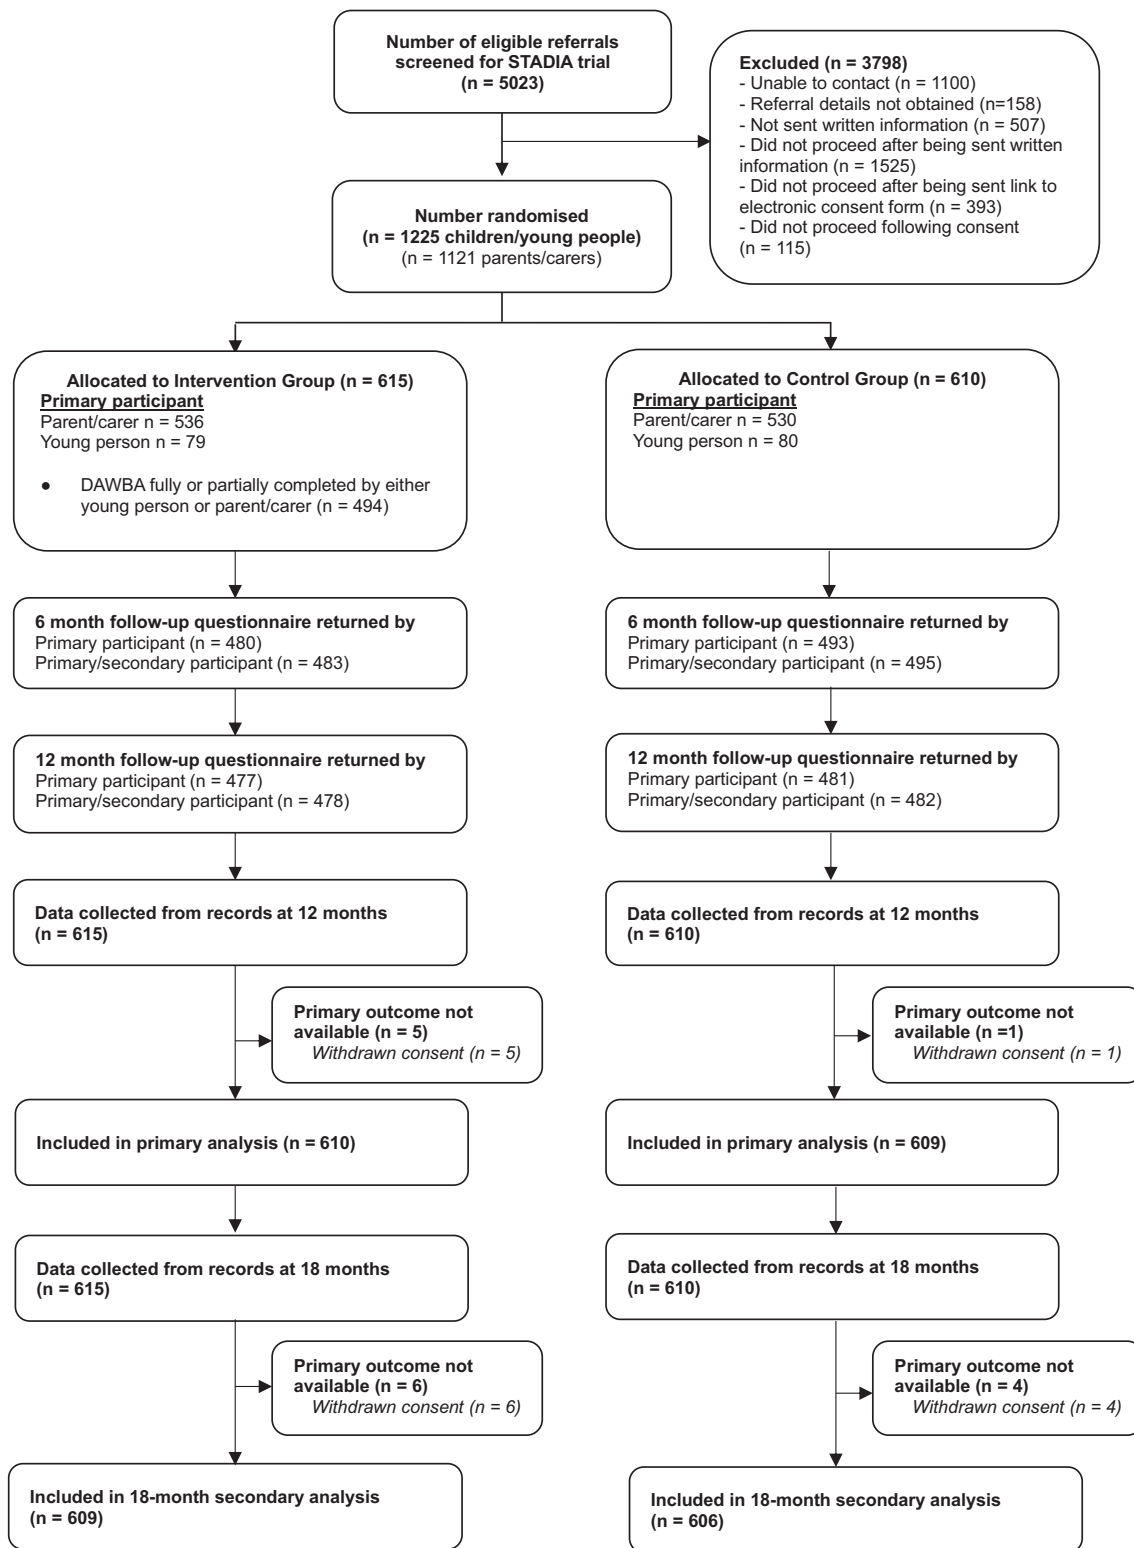 Number of eligible referrals
screened for STADIA trial
(n = 5023)
Excluded (n = 3798)
- Unable to contact (n = 1100)
- Referral details not obtained (n=158)
- Not sent written information (n = 507)
- Did not proceed after being sent written
information (n = 1525)
- Did not proceed after being sent link to
electronic consent form (n = 393)
- Did not proceed following consent
(n = 115)
Number randomised
(n = 1225 children/young people)
(n = 1121 parents/carers)
Allocated to Intervention Group (n = 615)
Primary participant
Parent/carer n = 536
Young person n = 79
● DAWBA fully or partially completed by either
young person or parent/carer (n = 494)
Allocated to Control Group (n = 610)
Primary participant
Parent/carer n = 530
Young person n = 80
6 month follow-up questionnaire returned by
Primary participant (n = 480)
Primary/secondary participant (n = 483)
6 month follow-up questionnaire returned by
Primary participant (n = 493)
Primary/secondary participant (n = 495)
12 month follow-up questionnaire returned by
Primary participant (n = 477)
Primary/secondary participant (n = 478)
12 month follow-up questionnaire returned by
Primary participant (n = 481)
Primary/secondary participant (n = 482)
Data collected from records at 12 months
(n = 615)
Data collected from records at 12 months
(n = 610)
Primary outcome not
available (n = 5)
Withdrawn consent (n = 5)
Primary outcome not
available (n =1)
Withdrawn consent (n = 1)
Included in primary analysis (n = 610)
Included in primary analysis (n = 609)
Data collected from records at 18 months
(n = 615)
Data collected from records at 18 months
(n = 610)
Primary outcome not
available (n = 6)
Withdrawn consent (n = 6)
Primary outcome not
available (n = 4)
Withdrawn consent (n = 4)
Included in 18-month secondary analysis
(n = 609)
Included in 18-month secondary analysis
(n = 606)